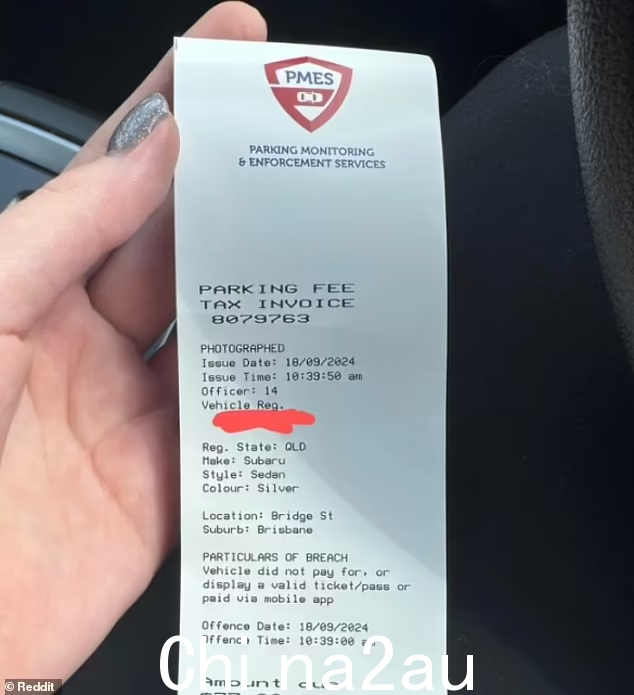 PMES
PARKING MONITORING
& ENFORCEMENT SERVICES
PARKING FEE
TAX INVOICE
8079763
PHOTOGRAPHED
Issue Date: 18/09/2024
Issue Time: 10:39:50 am
Officer: 14
Vehicle Reg.
Reg. State: QLD
Make: Subaru
Style: Sedan
Colour: Silver
Location: Bridge St
Suburb: Brisbane
PARTICULARS OF BREACH
Vehicle did not pay for, or
display a valid ticket/pass or
paid via mobile app
Offence Date: 18/09/2024
Offence Time: 10:39:00 am
Amount due
China2au
© Reddit